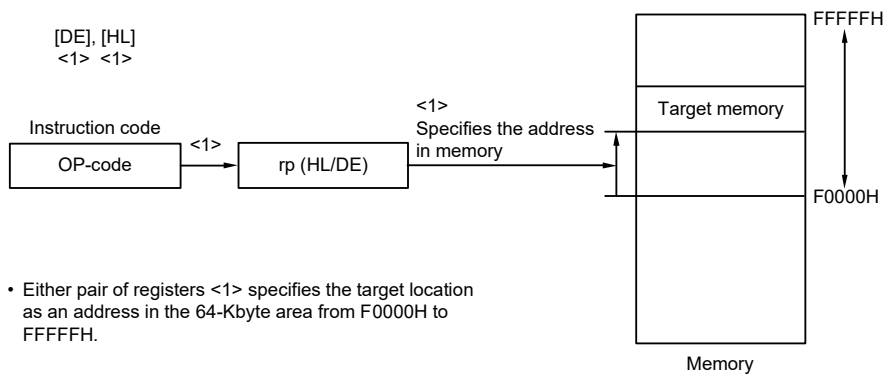 [DE], [HL]
<1> <1>
Instruction code
OP-code
<1>
rp (HL/DE)
<1>
Specifies the address
in memory
FFFFFH
Target memory
F0000H
Memory
• Either pair of registers <1> specifies the target location
as an address in the 64-Kbyte area from F0000H to
FFFFFH.